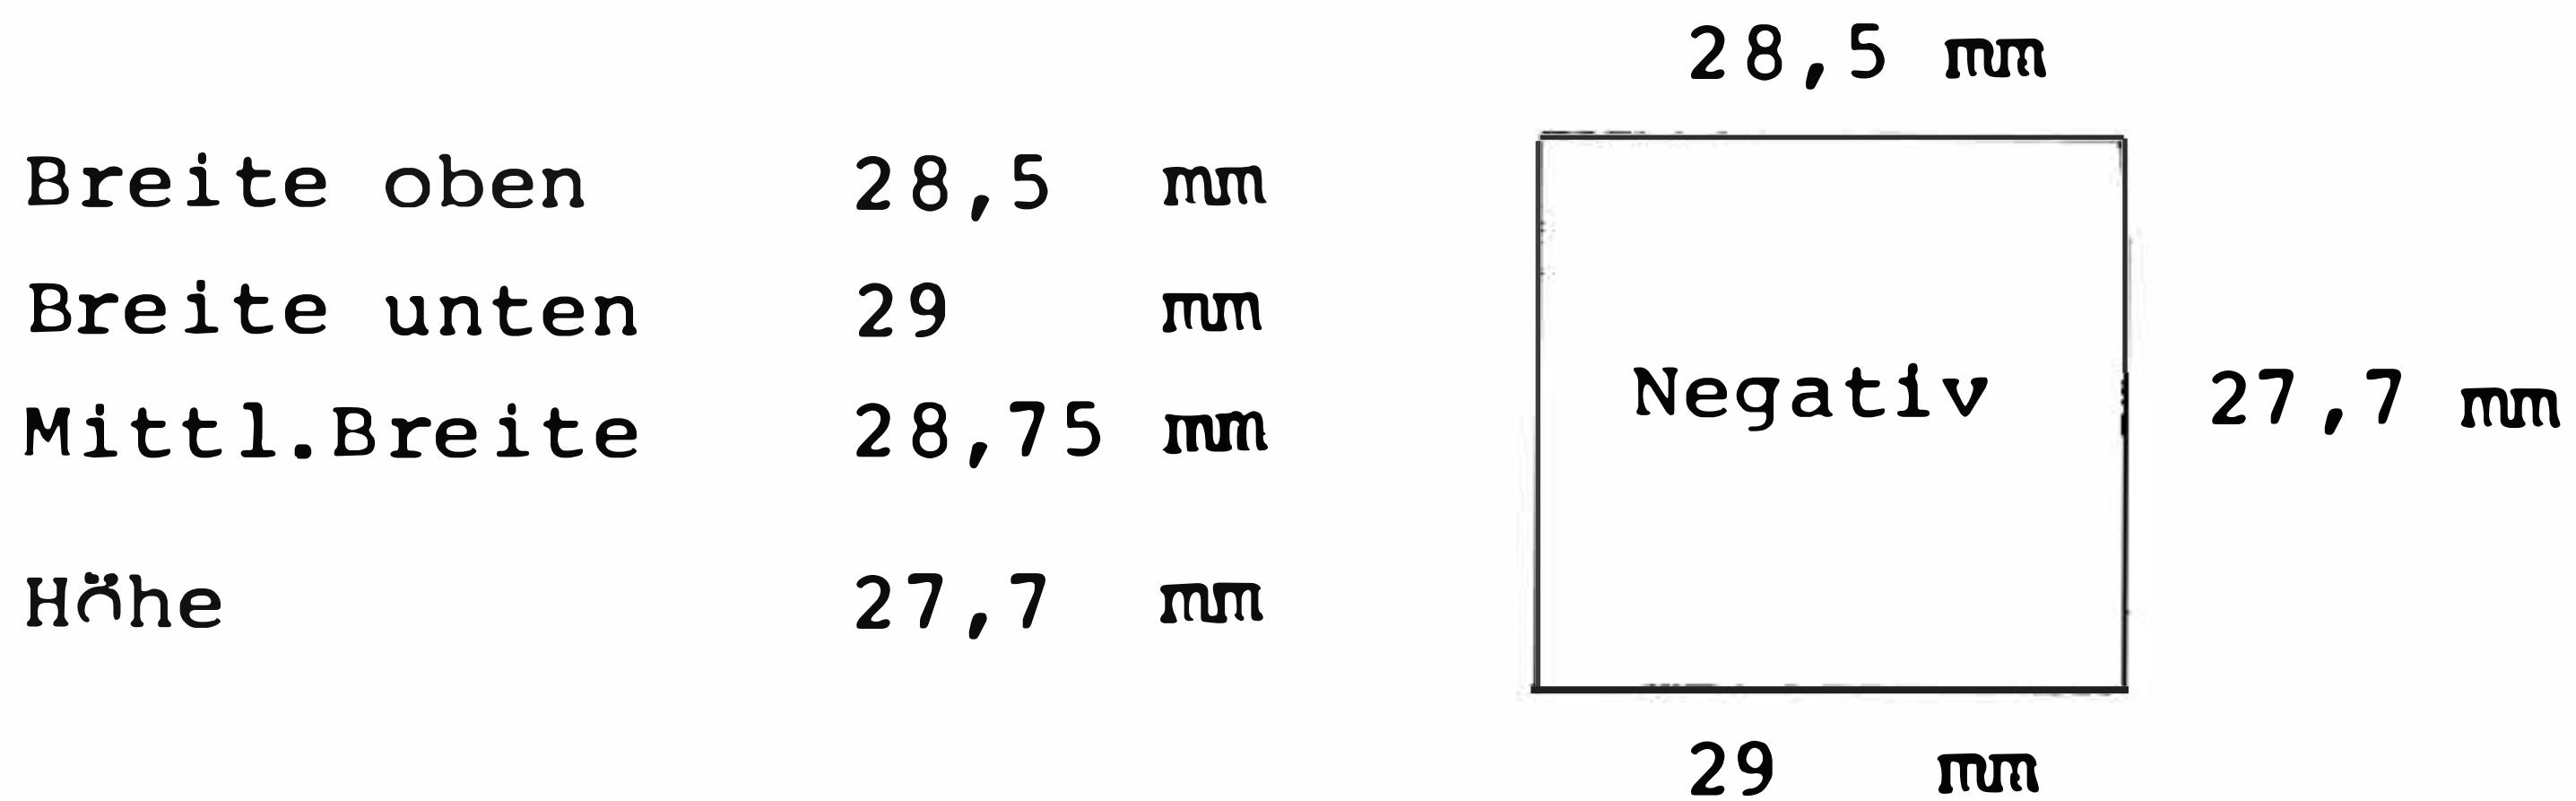 28,5 mm
Breite oben 28,5 mm
Breite unten 29 mm
Mittl.Breite 28,75 mm
Negativ 27,7 mm
Höhe 27,7 mm
29 mm